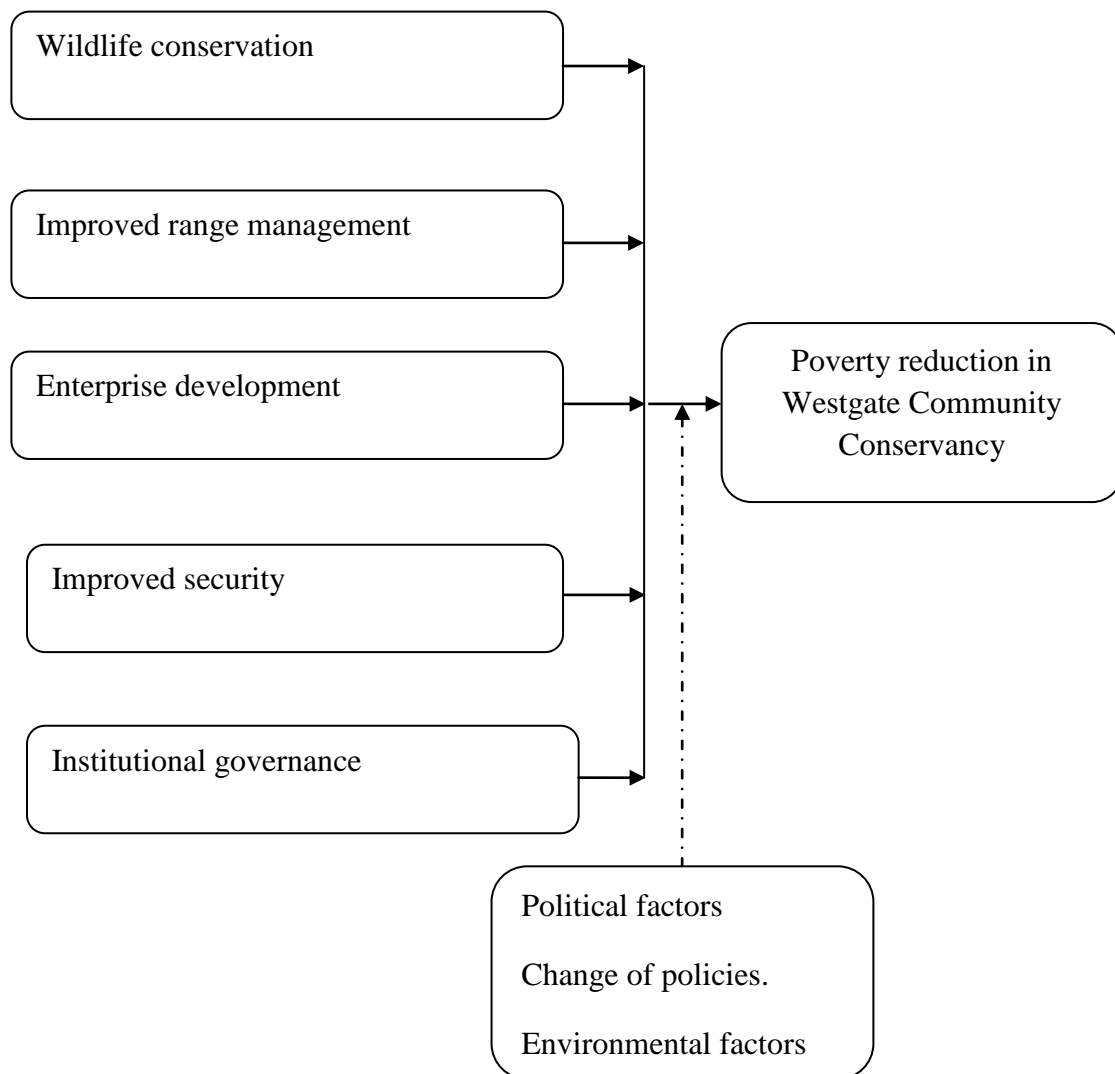 Wildlife conservation
Improved range management
Enterprise development
Poverty reduction in
Westgate Community
Conservancy
Improved security
Institutional governance
Political factors
Change of policies.
Environmental factors